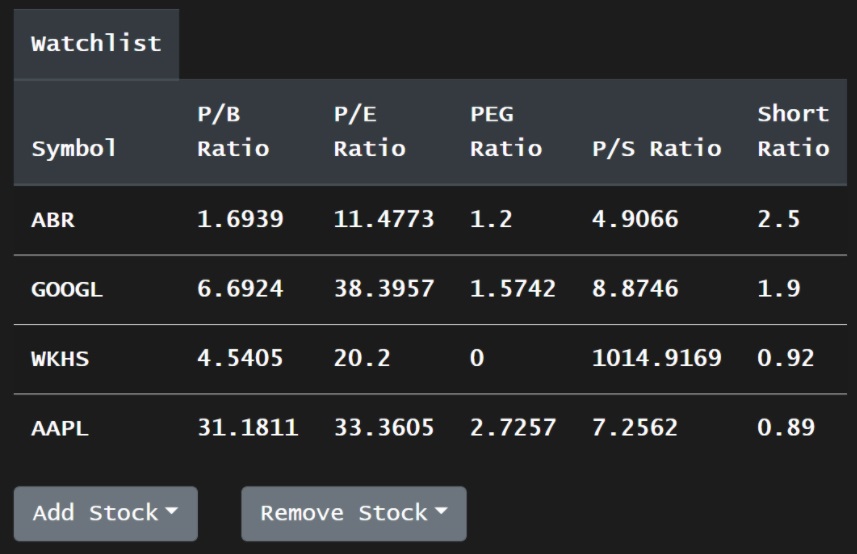 Watchlist
P/B P/E PEG Short
Symbol Ratio Ratio Ratio P/S Ratio Ratio
ABR 1.6939 11.4773 1.2 4.9066 2.5
GOOGL 6.6924 38.3957 1.5742 8.8746 1.9
WKHS 4.5405 20.2 0 1014.9169 0.92
AAPL 31.1811 33.3605 2.7257 7.2562 0.89
Add Stock Remove Stock